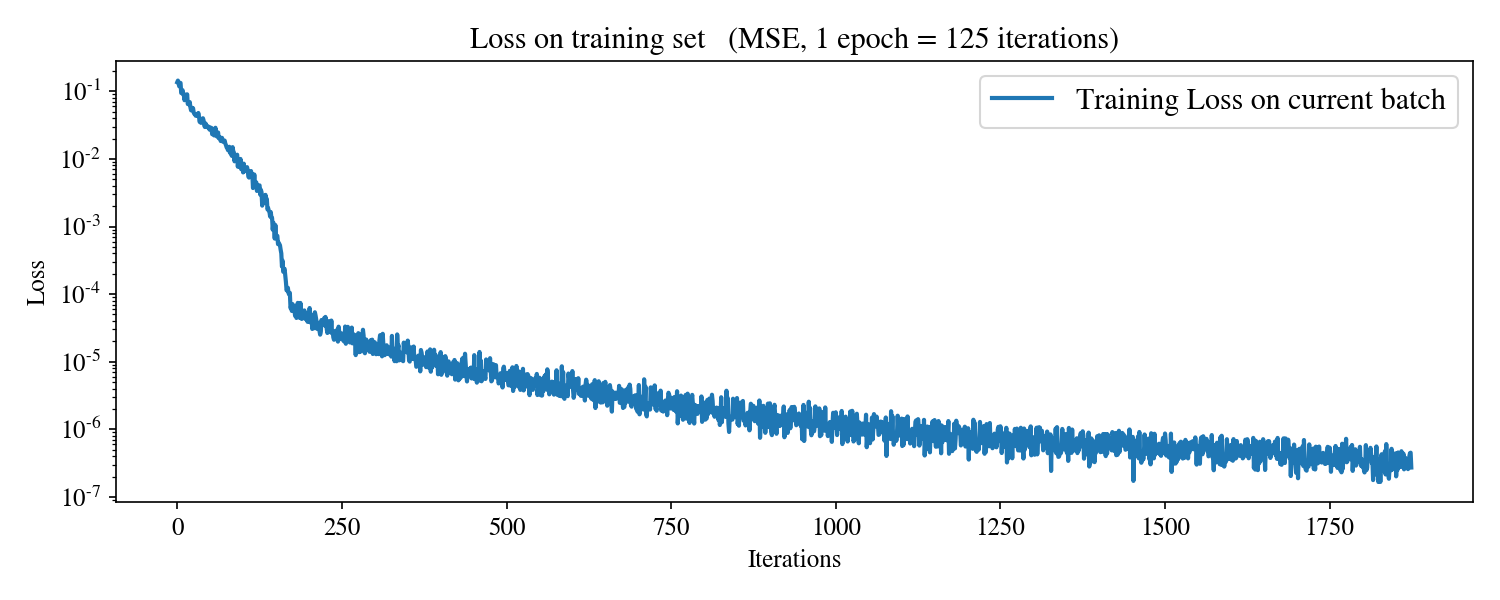 Loss on training set (MSE, 1 epoch = 125 iterations)
Training Loss on current batch
Loss
10-1
10-2
10-3
10-4
10-5
10-6
10-7
0 250 500 750 1000 1250 1500 1750
Iterations